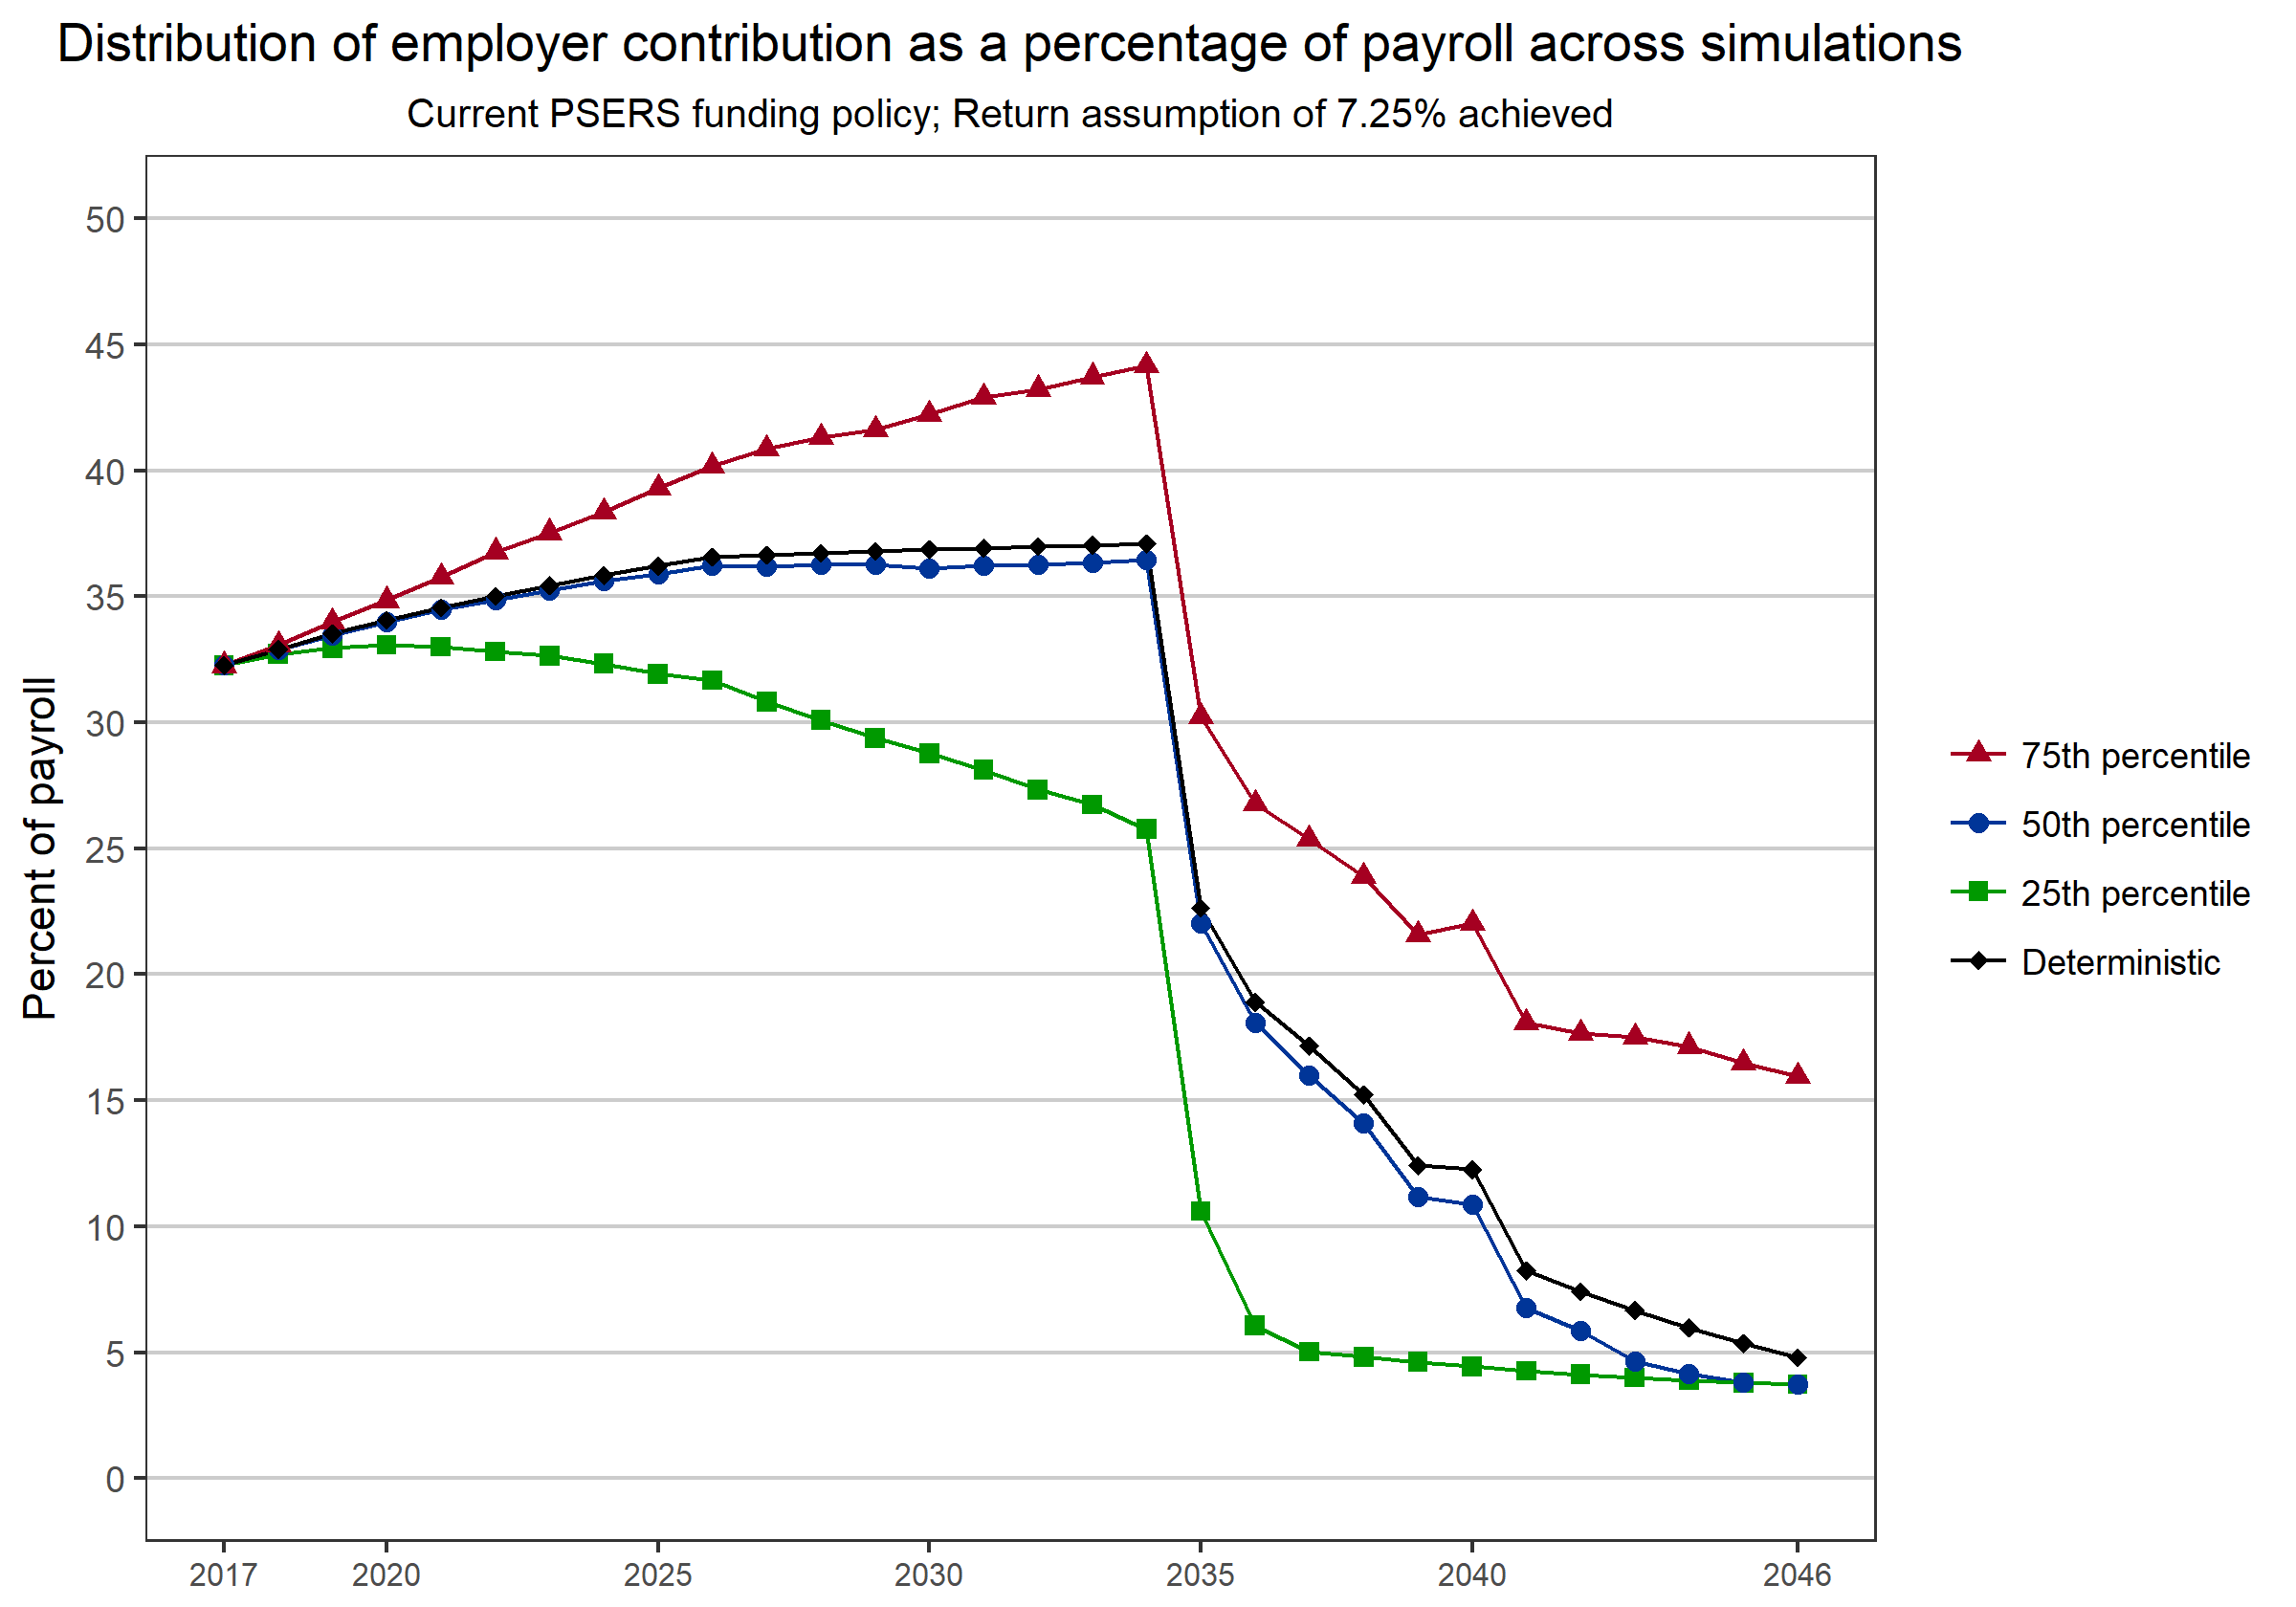 Distribution of employer contribution as a percentage of payroll across simulations
Current PSERS funding policy; Return assumption of 7.25% achieved
Percent of payroll
50
45
40
35
30
25
20
15
10
5
0
2017 2020 2025 2030 2035 2040 2046
75th percentile
50th percentile
25th percentile
Deterministic